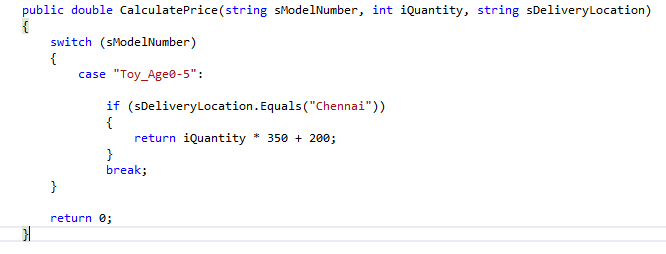 public double CalculatePrice(string sModelNumber, int iQuantity, string sDeliveryLocation)
{
switch (sModelNumber)
{
case "Toy_Age0-5":
if (sDeliveryLocation.Equals("Chennai"))
{
return iQuantity * 350 + 200;
}
break;
}
return 0;
}